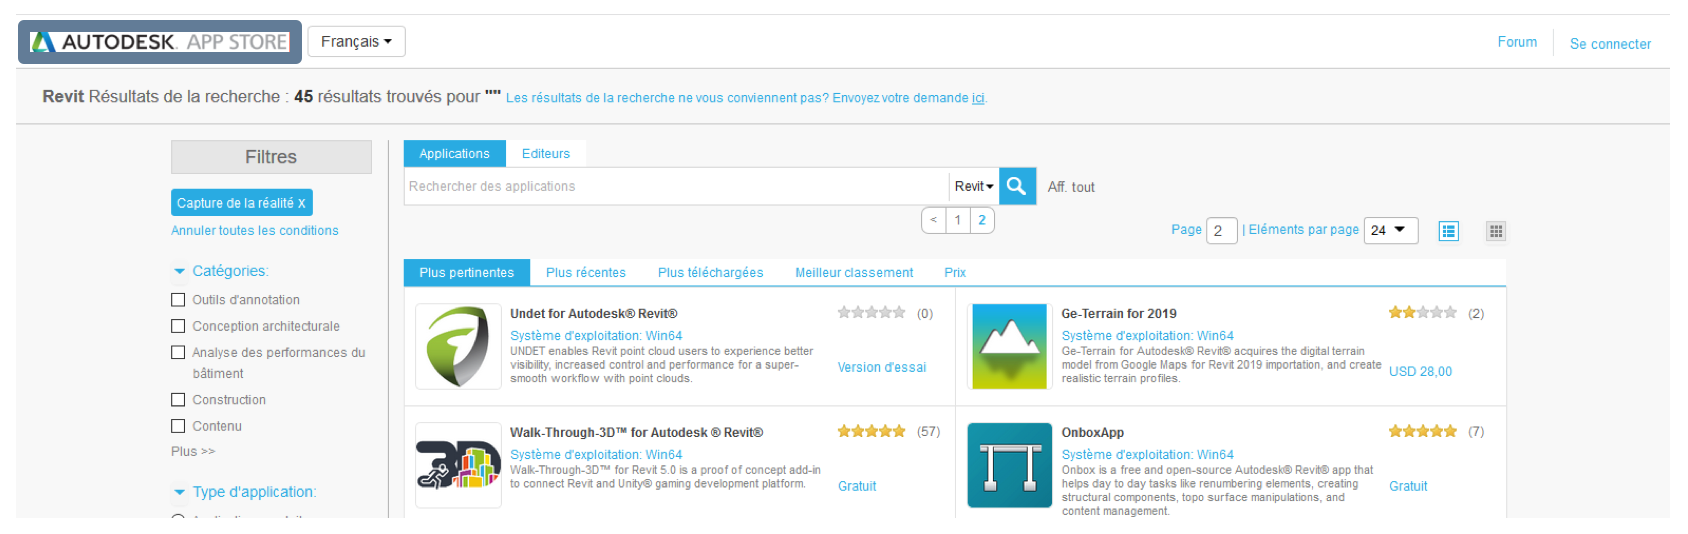 AUTODESK. APP STORE
Français
Forum
Se connecter
Revit Résultats de la recherche : 45 résultats trouvés pour "" Les résultats de la recherche ne vous conviennent pas? Envoyez votre demande ici.
Filtres
Capture de la réalité X
Annuler toutes les conditions
Catégories:
Outils d'annotation
Conception architecturale
Analyse des performances du
bâtiment
Construction
Contenu
Plus >>
Type d'application:
Applications Editeurs
Rechercher des applications
Revit
Aff. tout
< 1 2
Page 2 | Eléments par page 24
Plus pertinentes Plus récentes Plus téléchargées Meilleur classement Prix
Undet for Autodesk® Revit®
(0)
Système d'exploitation: Win64
UNDET enables Revit point cloud users to experience better
visibility, increased control and performance for a super-
smooth workflow with point clouds.
Version d'essai
Ge-Terrain for 2019
(2)
Système d'exploitation: Win64
Ge-Terrain for Autodesk® Revit® acquires the digital terrain
model from Google Maps for Revit 2019 importation, and create
realistic terrain profiles.
USD 28,00
Walk-Through-3D™ for Autodesk ® Revit®
(57)
Système d'exploitation: Win64
Walk-Through-3D™ for Revit 5.0 is a proof of concept add-in
to connect Revit and Unity® gaming development platform.
Gratuit
3D
OnboxApp
(7)
Système d'exploitation: Win64
Onbox is a free and open-source Autodesk® Revit® app that
helps day to day tasks like renumbering elements, creating
structural components, topo surface manipulations, and
content management.
Gratuit